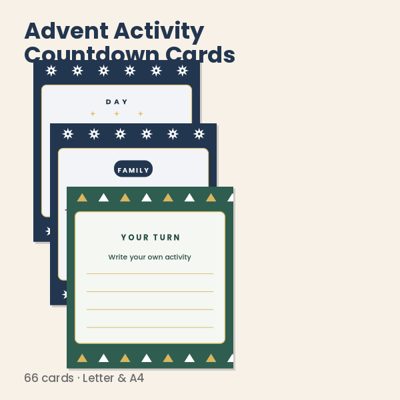 Advent Activity
Countdown Cards
DAY
FAMILY
YOUR TURN
Write your own activity
66 cards · Letter & A4